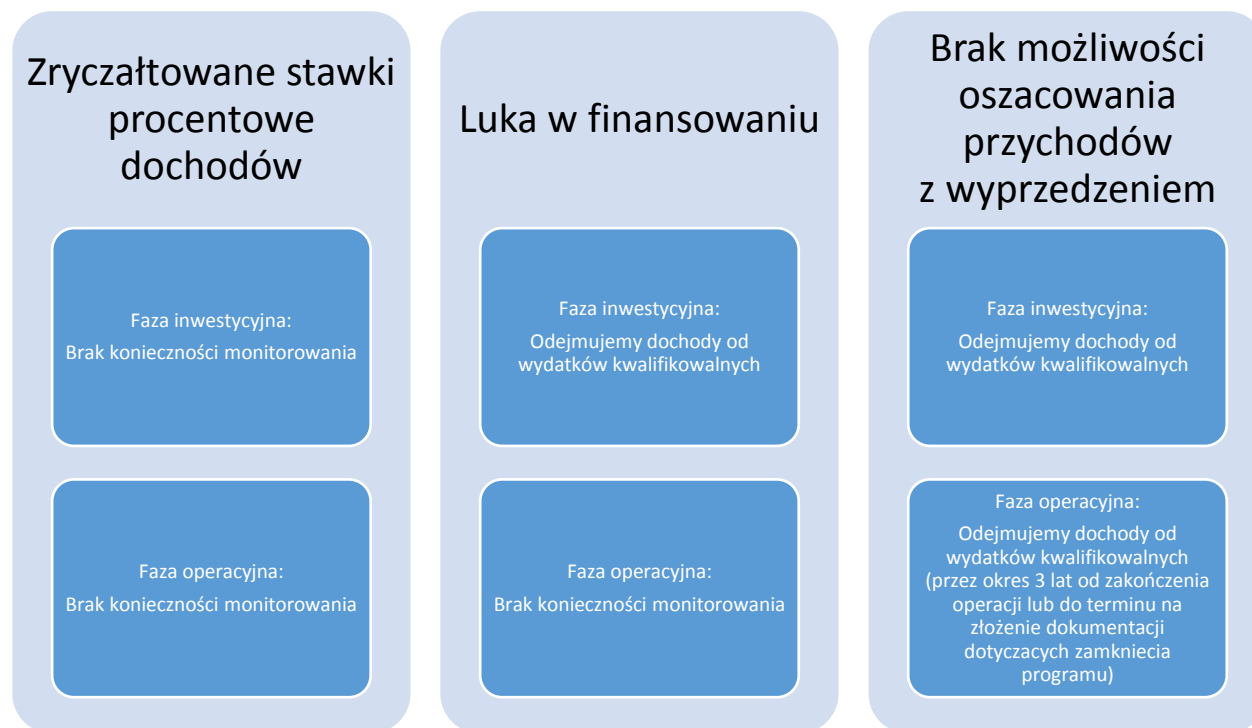 Zryczałtowane stawki
procentowe
dochodów
Faza inwestycyjna:
Brak konieczności monitorowania
Faza operacyjna:
Brak konieczności monitorowania
Luka w finansowaniu
Faza inwestycyjna:
Odejmujemy dochody od
wydatków kwalifikowalnych
Faza operacyjna:
Brak konieczności monitorowania
Brak możliwości
oszacowania
przychodów
z wyprzedzeniem
Faza inwestycyjna:
Odejmujemy dochody od
wydatków kwalifikowalnych
Faza operacyjna:
Odejmujemy dochody od
wydatków kwalifikowalnych
(przez okres 3 lat od zakończenia
operacji lub do terminu na
złożenie dokumentacji
dotyczacych zamkniecia
programu)